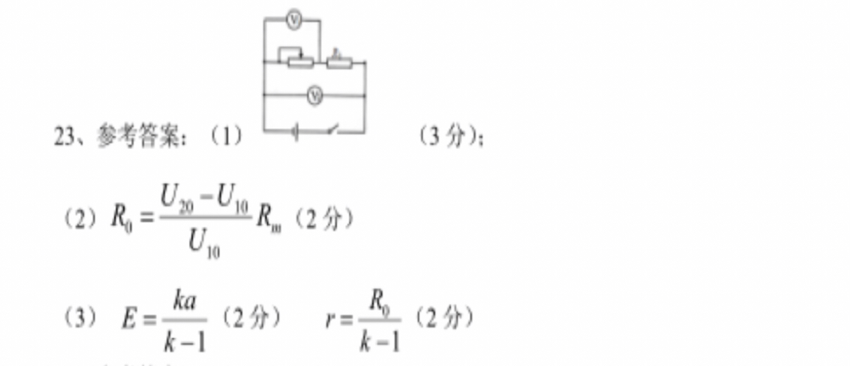 V
R₀
V
23、参考答案：（1） （3 分）；
（2） R₀ = (U₂₀ − U₁₀) / U₁₀ Rₘ（2 分）
（3） E = ka / (k−1) （2 分） r = R₀ / (k−1) （2 分）